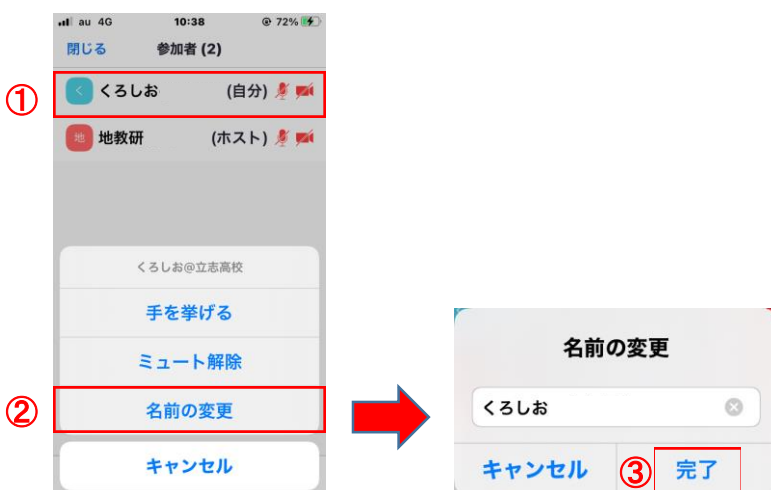 au 4G 10:38 72%
閉じる 参加者 (2)
① く くろしお (自分)
地 地教研 (ホスト)
くろしお@立志高校
手を挙げる
ミュート解除
② 名前の変更
キャンセル
名前の変更
くろしお
キャンセル ③ 完了